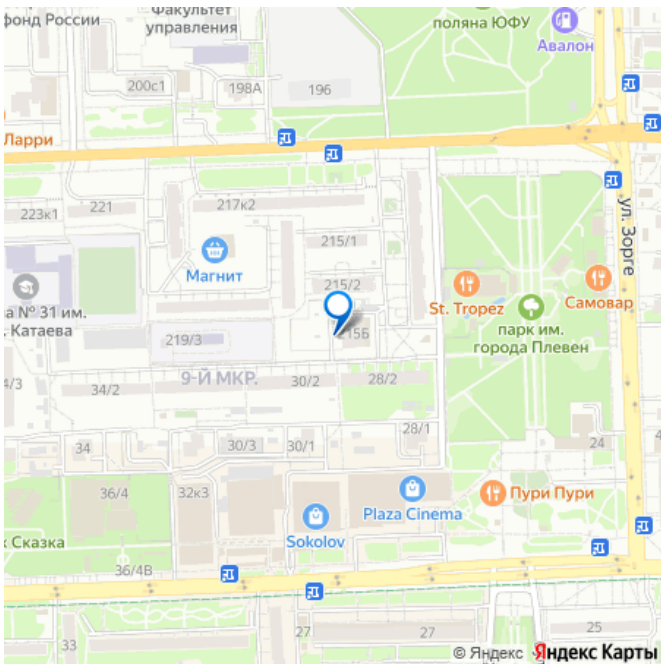 фонд России
Факультет
управления
поляна ЮФУ
Авалон
200с1
198А
196
Ларри
223к1
221
217к2
ул. Зорге
215/1
Магнит
215/2
St. Tropez
Самовар
№ 31 им.
Катаева
219/3
215Б
парк им.
города Плевен
9-Й МКР.
34/2
30/2
28/2
28/1
34
30/3
30/1
24
36/4
32к3
Plaza Cinema
Пури Пури
Sokolov
Сказка
36/4В
33
27
27
25
© Яндекс Яндекс Карты